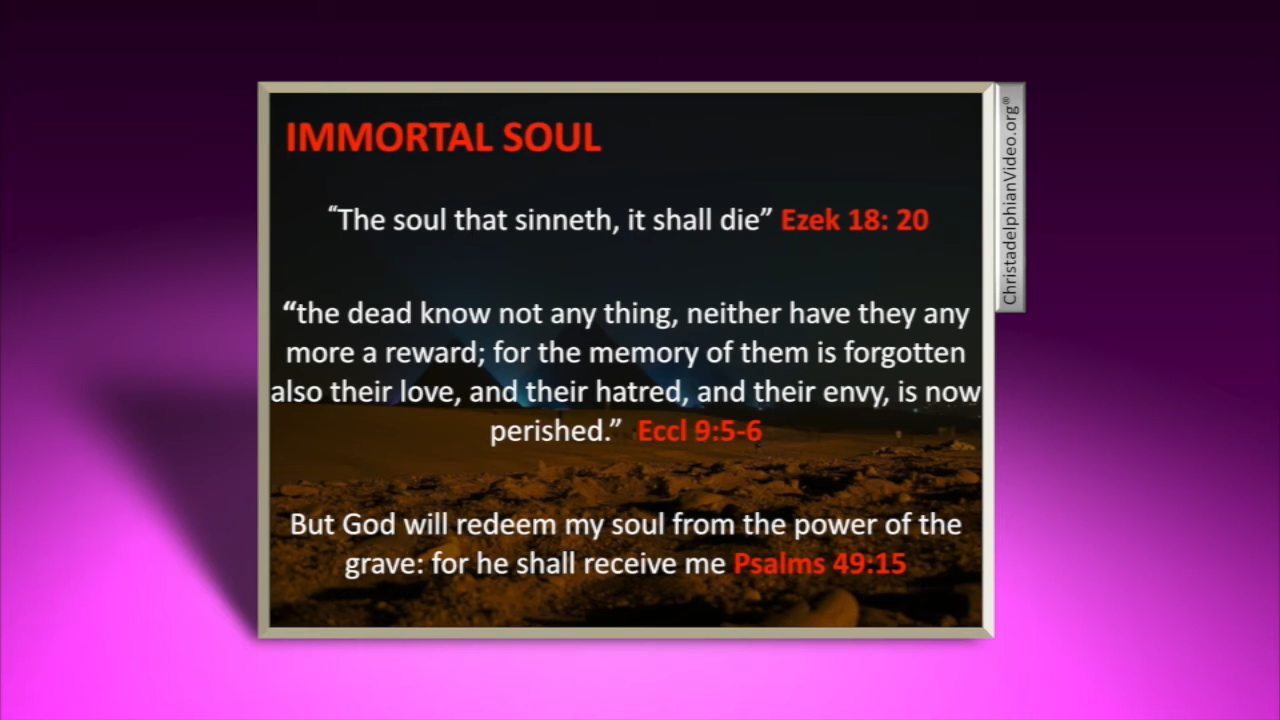 IMMORTAL SOUL
“The soul that sinneth, it shall die” Ezek 18: 20
“the dead know not any thing, neither have they any
more a reward; for the memory of them is forgotten
also their love, and their hatred, and their envy, is now
perished.” Eccl 9:5-6
But God will redeem my soul from the power of the
grave: for he shall receive me Psalms 49:15
ChristadelphianVideo.org®